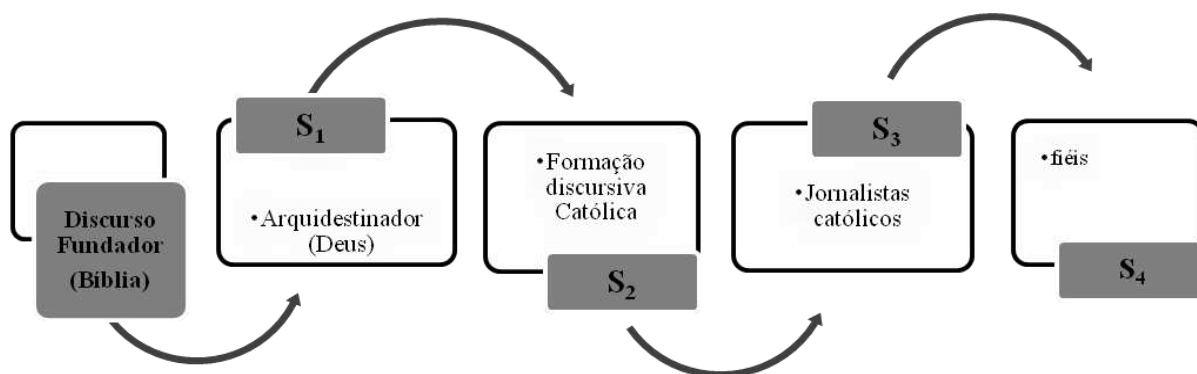 Discurso
Fundador
(Bíblia)
S₁
•Arquidestinador
(Deus)
•Formação
discursiva
Católica
S₂
S₃
•Jornalistas
católicos
•fiéis
S₄